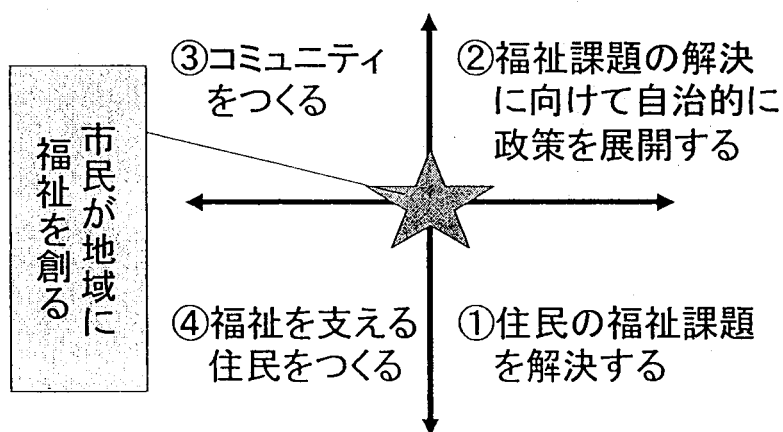 市民が地域に
福祉を創る
③コミュニティ
をつくる
②福祉課題の解決
に向けて自治的に
政策を展開する
④福祉を支える
住民をつくる
①住民の福祉課題
を解決する